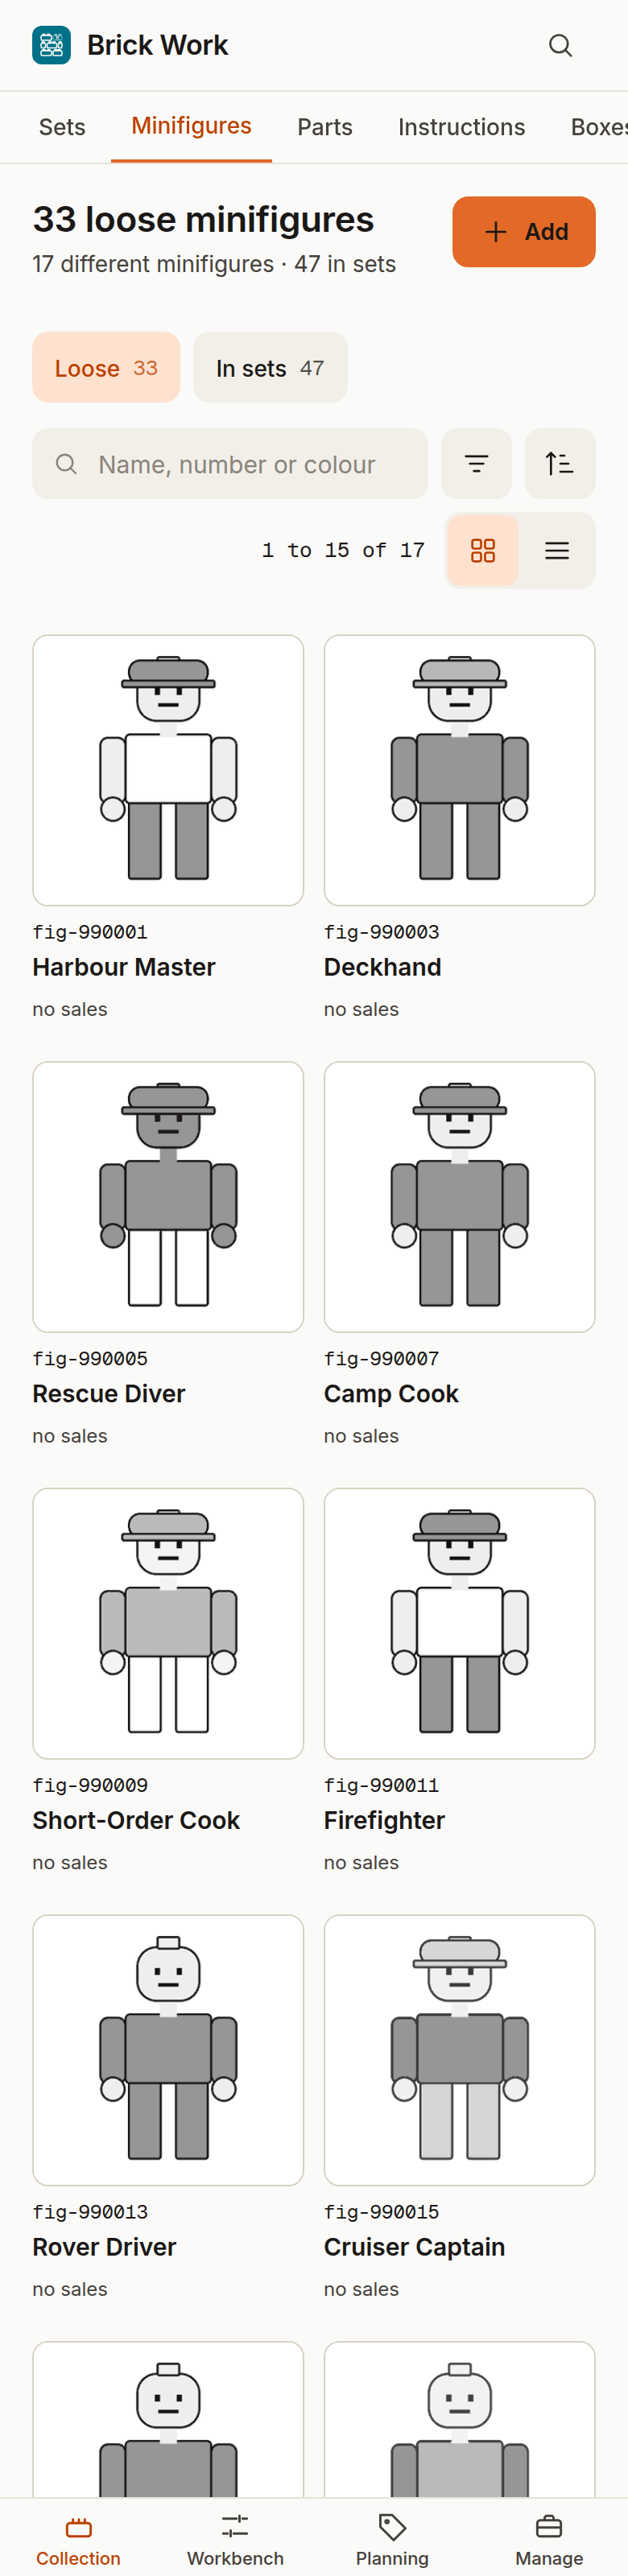 Brick Work
Sets Minifigures Parts Instructions Boxes
33 loose minifigures
17 different minifigures · 47 in sets
Add
Loose 33 In sets 47
Name, number or colour
1 to 15 of 17
fig-990001 fig-990003
Harbour Master Deckhand
no sales no sales
fig-990005 fig-990007
Rescue Diver Camp Cook
no sales no sales
fig-990009 fig-990011
Short-Order Cook Firefighter
no sales no sales
fig-990013 fig-990015
Rover Driver Cruiser Captain
no sales no sales
Collection Workbench Planning Manage